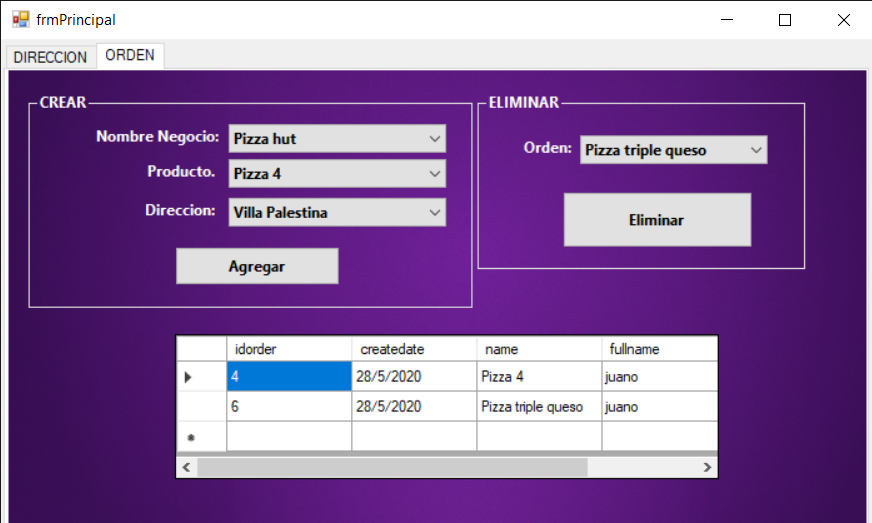 frmPrincipal
DIRECCION ORDEN
CREAR
Nombre Negocio: Pizza hut
Producto. Pizza 4
Direccion: Villa Palestina
Agregar
ELIMINAR
Orden: Pizza triple queso
Eliminar
idorder createdate name fullname
4 28/5/2020 Pizza 4 juano
6 28/5/2020 Pizza triple queso juano